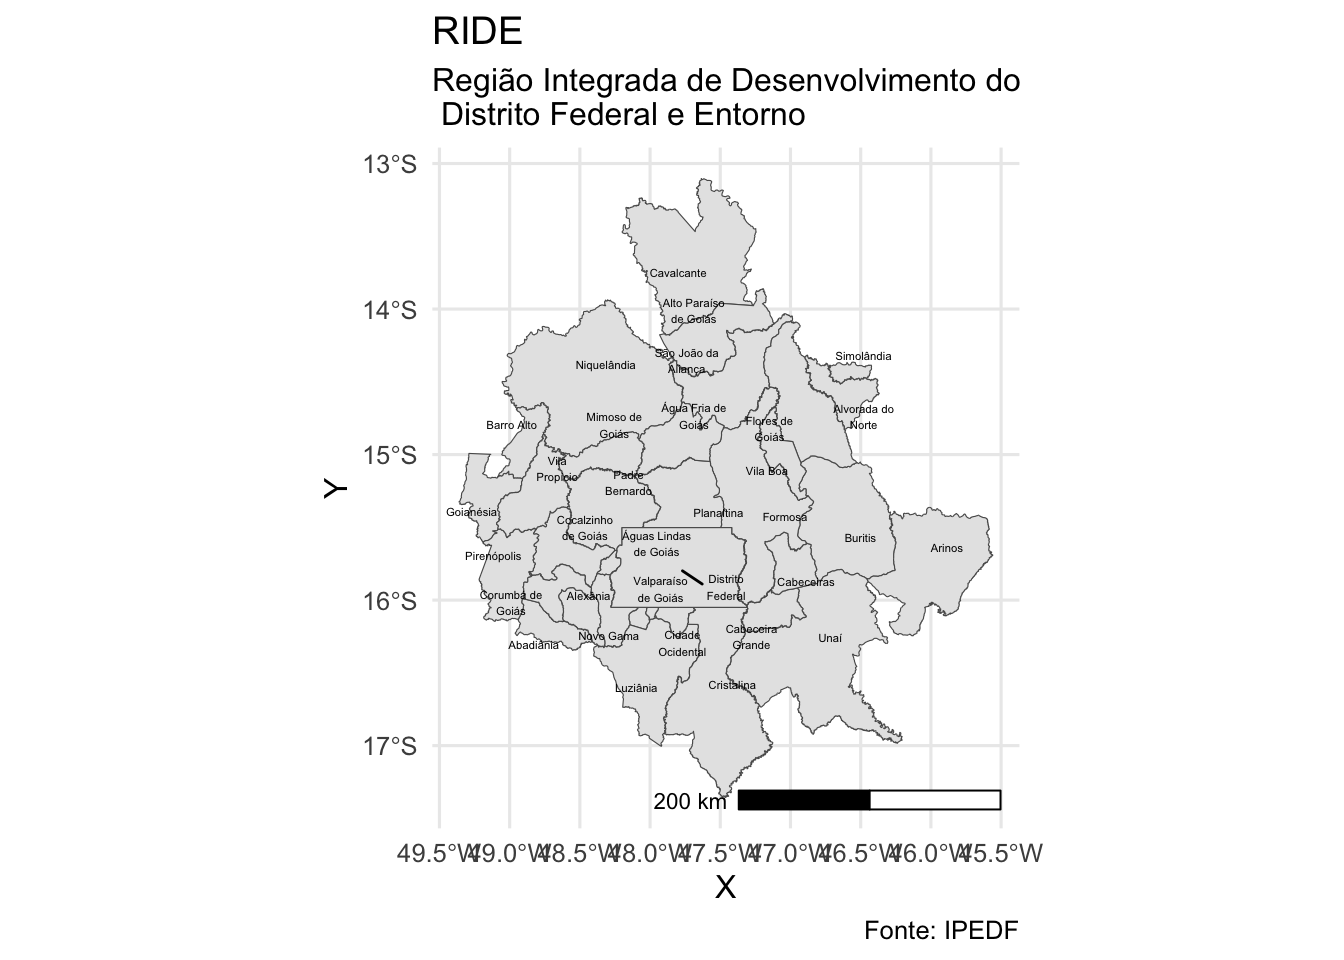 RIDE
Região Integrada de Desenvolvimento do
Distrito Federal e Entorno
13°S
14°S
15°S
16°S
17°S
Y
Cavalcante
Alto Paraíso
de Goiás
São João da
Aliança
Simolândia
Niquelândia
Água Fria de
Goiás
Alvorada do
Norte
Mimoso de
Goiás
Flores de
Goiás
Barro Alto
Vila
Propício
Vila Boa
Padre
Bernardo
Goianésia
Planaltina
Formosa
Cocalzinho
de Goiás
Águas Lindas
de Goiás
Buritis
Arinos
Pirenópolis
Valparaíso
de Goiás
Distrito
Federal
Cabeceiras
Corumbá de
Goiás
Alexânia
Abadiânia
Novo Gama
Cidade
Ocidental
Cabeceira
Grande
Unaí
Luziânia
Cristalina
200 km
49.5°W 49.0°W 48.5°W 48.0°W 47.5°W 47.0°W 46.5°W 46.0°W 45.5°W
X
Fonte: IPEDF